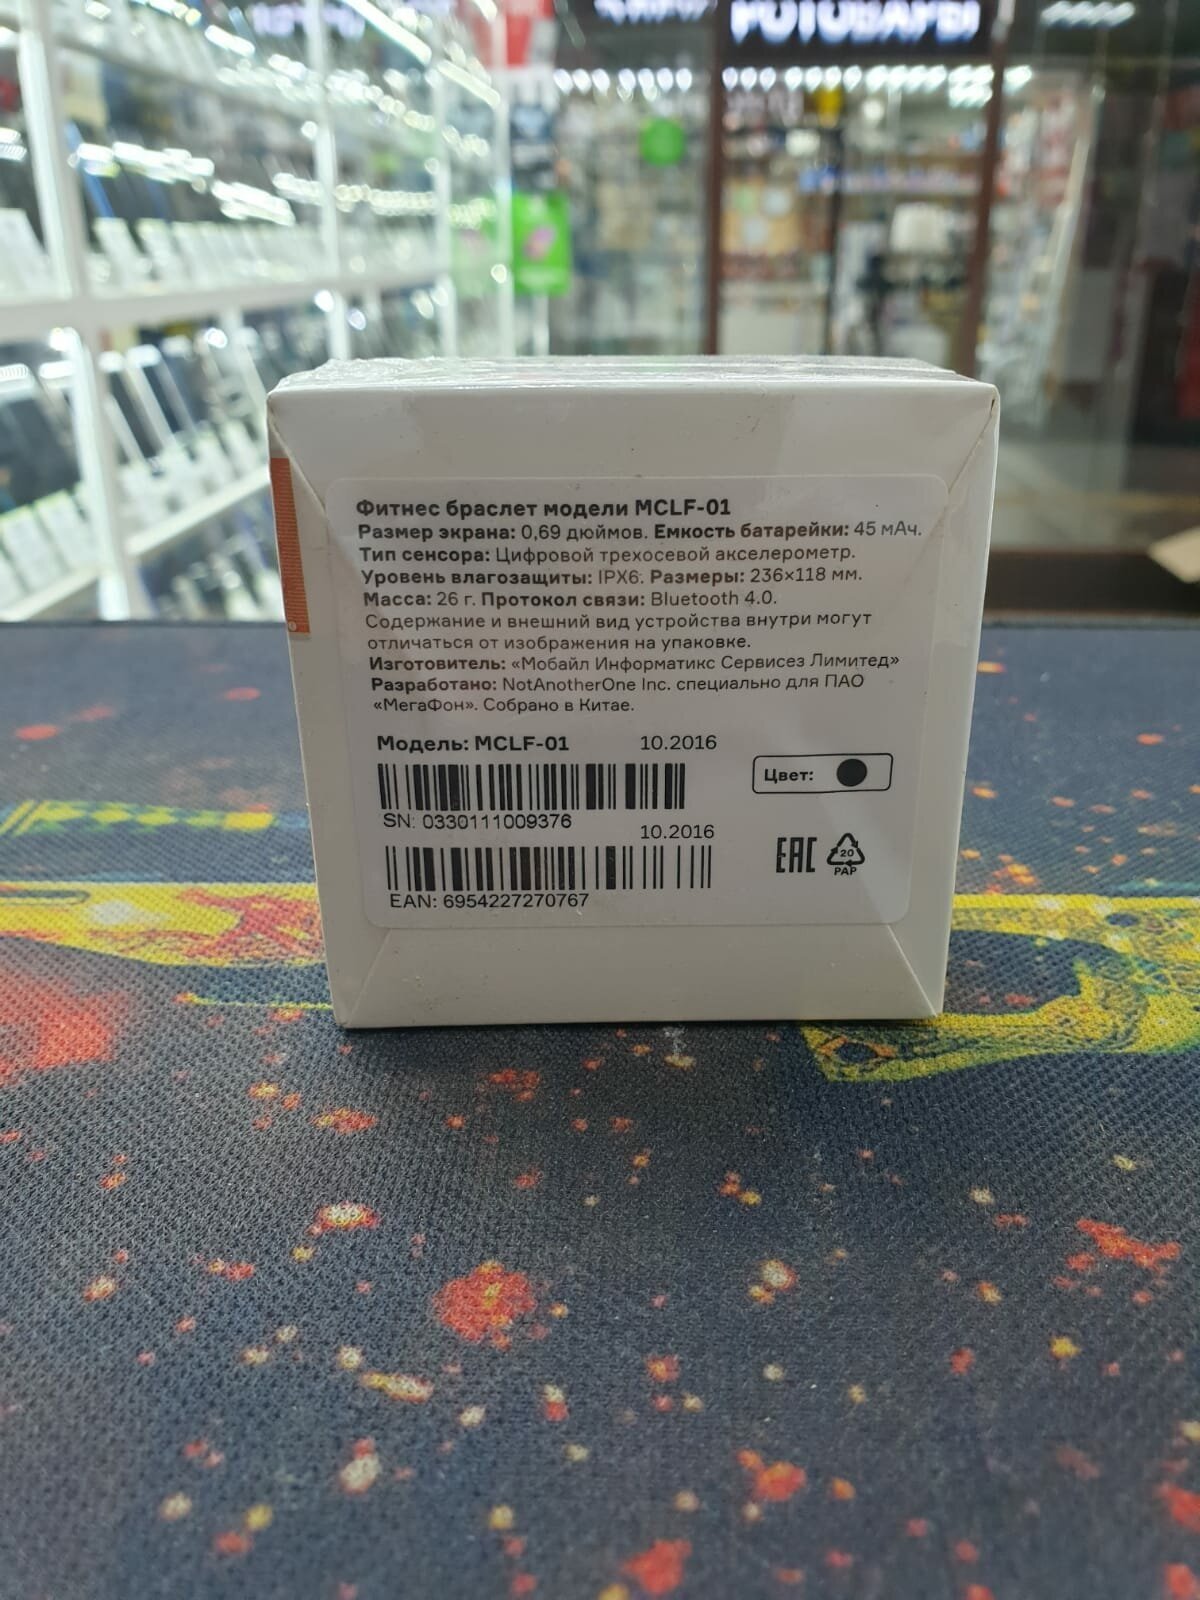 Фитнес браслет модели MCLF-01
Размер экрана: 0,69 дюймов. Емкость батарейки: 45 мАч.
Тип сенсора: Цифровой трехосевой акселерометр.
Уровень влагозащиты: IPX6. Размеры: 236×118 мм.
Масса: 26 г. Протокол связи: Bluetooth 4.0.
Содержание и внешний вид устройства внутри могут
отличаться от изображения на упаковке.
Изготовитель: «Мобайл Информатикс Сервисез Лимитед»
Разработано: NotAnotherOne Inc. специально для ПАО
«МегаФон». Собрано в Китае.
Модель: MCLF-01 10.2016
Цвет:
SN: 0330111009376
10.2016
EAC 20
PAP
EAN: 6954227270767